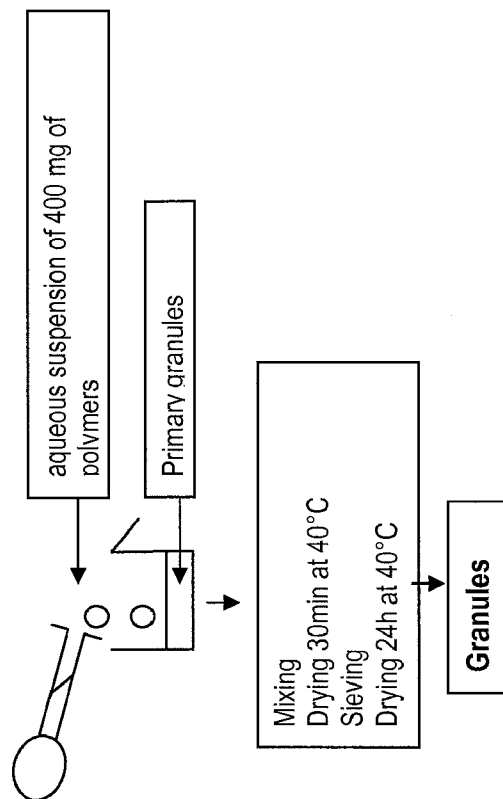 aqueous suspension of 400 mg of
polymers
Primary granules
Mixing
Drying 30min at 40°C
Sieving
Drying 24h at 40°C
Granules